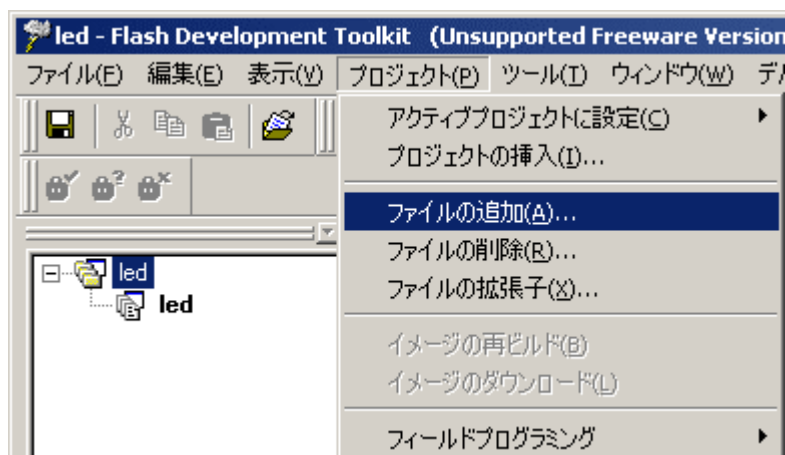 led - Flash Development Toolkit (Unsupported Freeware Version
ファイル(F) 編集(E) 表示(V) プロジェクト(P) ツール(T) ウィンドウ(W)
アクティブプロジェクトに設定(C)
プロジェクトの挿入(I)...
ファイルの追加(A)...
ファイルの削除(R)...
ファイルの拡張子(X)...
イメージの再ビルド(B)
イメージのダウンロード(L)
フィールドプログラミング
led
led